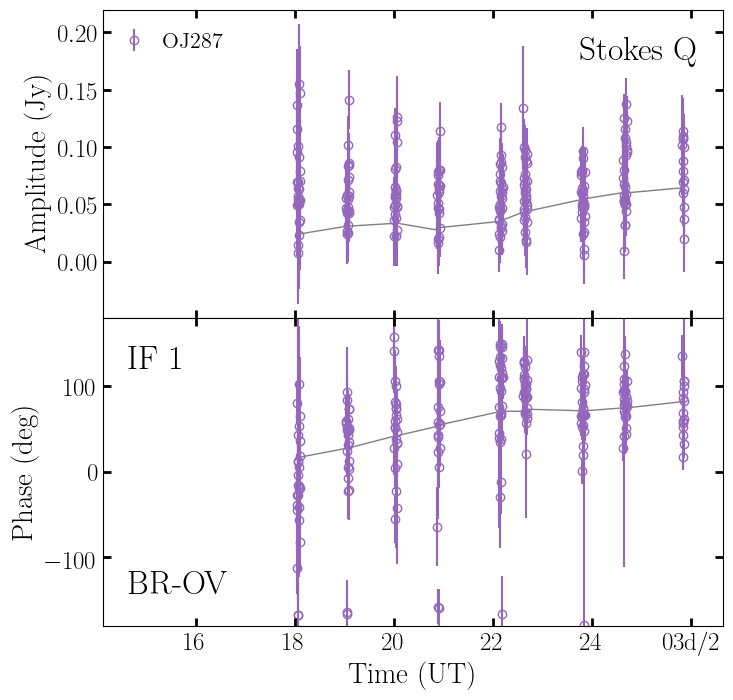 0.20
0.15
0.10
0.05
0.00
Amplitude (Jy)
OJ287
Stokes Q
100
0
−100
Phase (deg)
IF 1
BR-OV
16 18 20 22 24 03d/2
Time (UT)